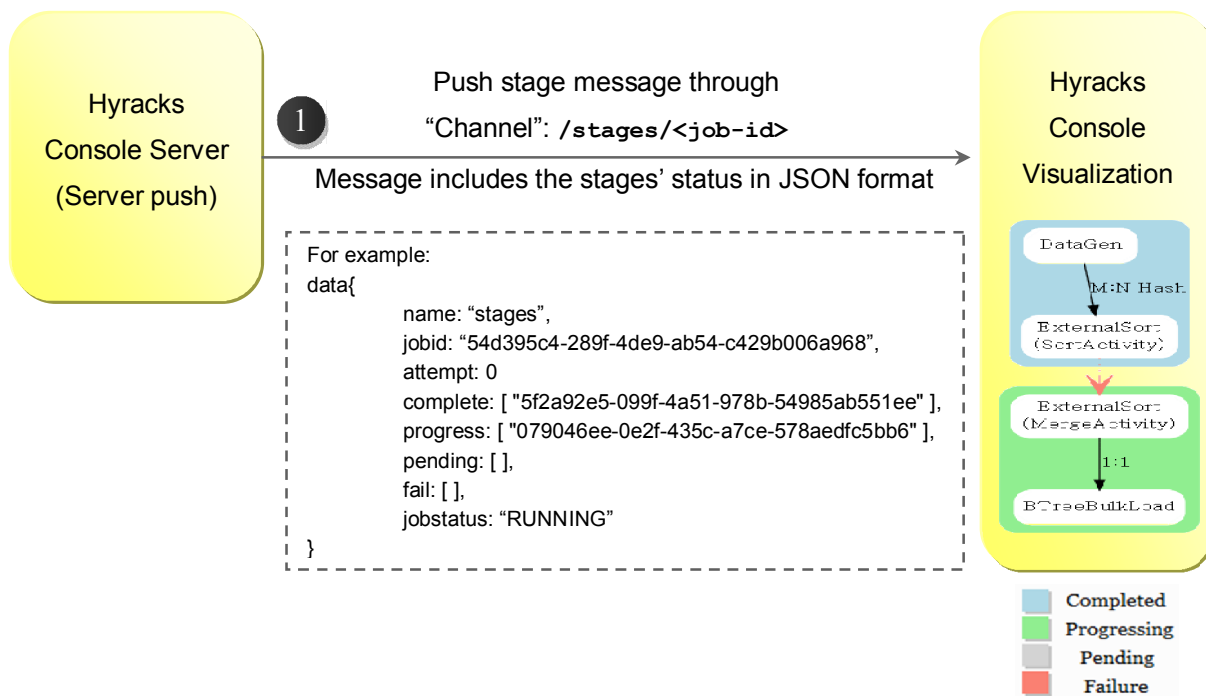 Hyracks
Console Server
(Server push)
1
Push stage message through
“Channel”: /stages/<job-id>
Message includes the stages’ status in JSON format
For example:
data{
name: “stages”,
jobid: “54d395c4-289f-4de9-ab54-c429b006a968”,
attempt: 0
complete: [ "5f2a92e5-099f-4a51-978b-54985ab551ee" ],
progress: [ "079046ee-0e2f-435c-a7ce-578aedfc5bb6" ],
pending: [ ],
fail: [ ],
jobstatus: “RUNNING”
}
Hyracks
Console
Visualization
DataGen
M:N Hash
ExternalSort
(SortActivity)
ExternalSort
(MergeActivity)
1:1
BTreeBulkLoad
Completed
Progressing
Pending
Failure